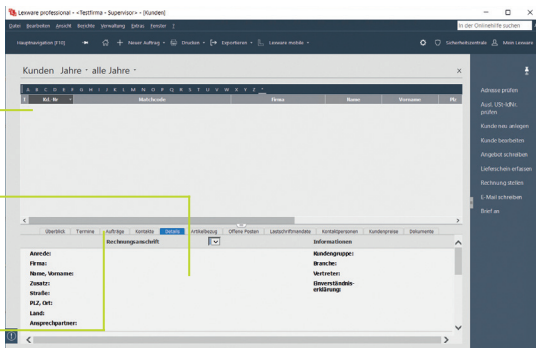 Lexware professional - «Testfirma - Supervisor» - [Kunden]
Datei Bearbeiten Ansicht Berichte Verwaltung Extras Fenster ?
In der Onlinehilfe suchen
Hauptnavigation [F10] Neuer Auftrag Drucken Exportieren Lexware mobile Sicherheitszentrale Mein Lexware
Kunden Jahre alle Jahre x
A B C D E F G H I J K L M N O P Q R S T U V W X Y Z
Kd. Nr Matchcode Firma Name Vorname Plz
Überblick Termine Aufträge Kontakte Details Artikelbezug Offene Posten Lastschriftmandate Kontaktpersonen Kundenpreise Dokumente
Rechnungsanschrift Informationen
Anrede: Kundengruppe:
Firma: Branche:
Name, Vorname: Vertreter:
Zusatz: Einverständnis-
erklärung:
Straße:
PLZ, Ort:
Land:
Ansprechpartner:
Adresse prüfen
Ausl. USt-IdNr.
prüfen
Kunde neu anlegen
Kunde bearbeiten
Angebot schreiben
Lieferschein erfassen
Rechnung stellen
E-Mail schreiben
Brief an